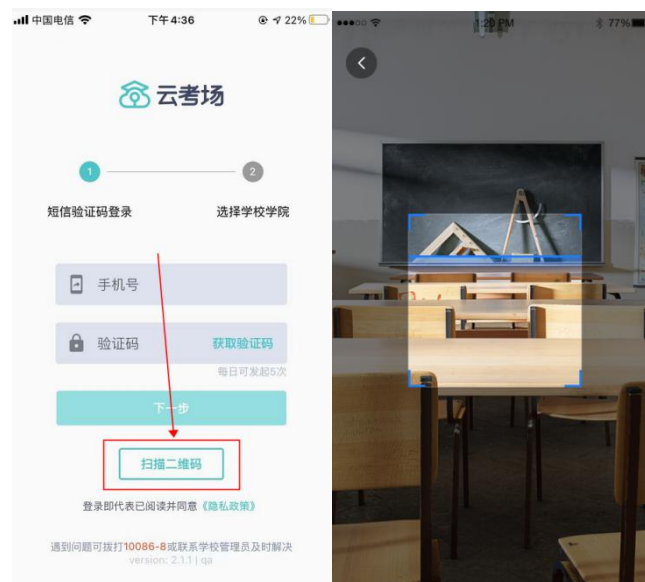 中国电信 下午4:36 22%
云考场
1 2
短信验证码登录 选择学校学院
手机号
验证码 获取验证码
每日可发起5次
下一步
扫描二维码
登录即代表已阅读并同意《隐私政策》
遇到问题可拨打10086-8或联系学校管理员及时解决
version: 2.1.1 | qa
1:20 PM 77%